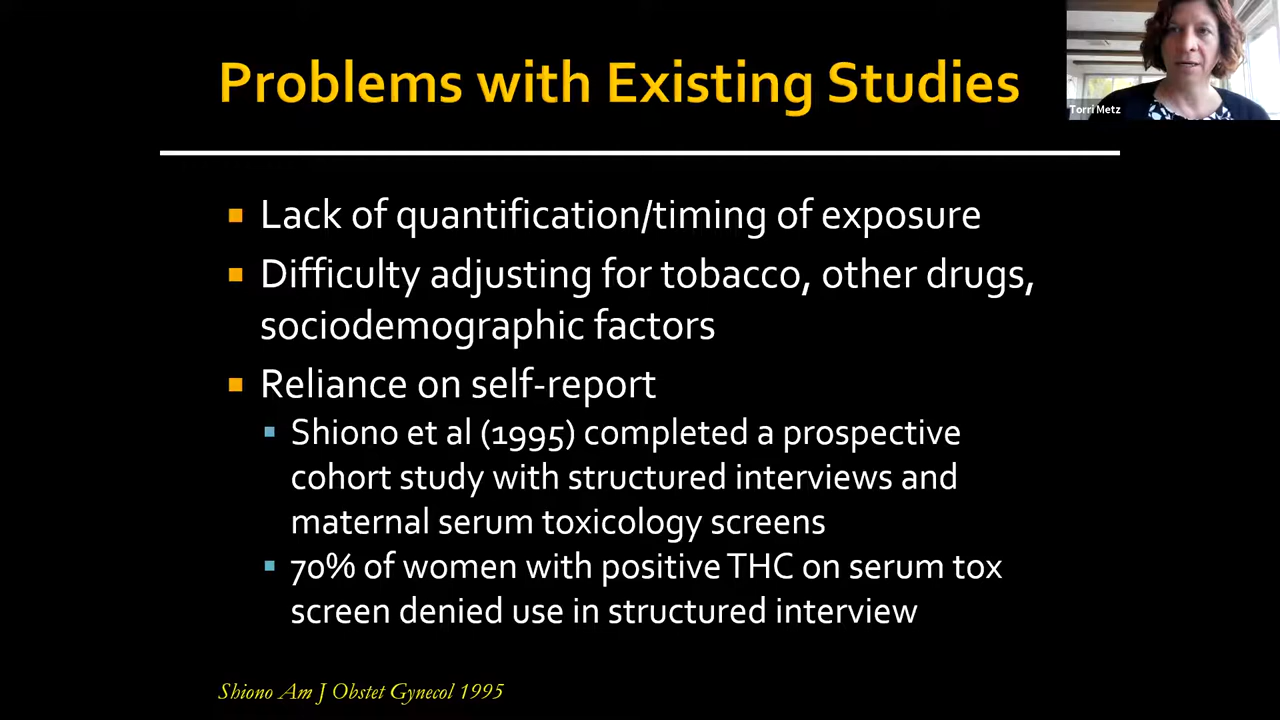 Problems with Existing Studies
Torri Metz
Lack of quantification/timing of exposure
Difficulty adjusting for tobacco, other drugs,
sociodemographic factors
Reliance on self-report
Shiono et al (1995) completed a prospective
cohort study with structured interviews and
maternal serum toxicology screens
70% of women with positive THC on serum tox
screen denied use in structured interview
Shiono Am J Obstet Gynecol 1995